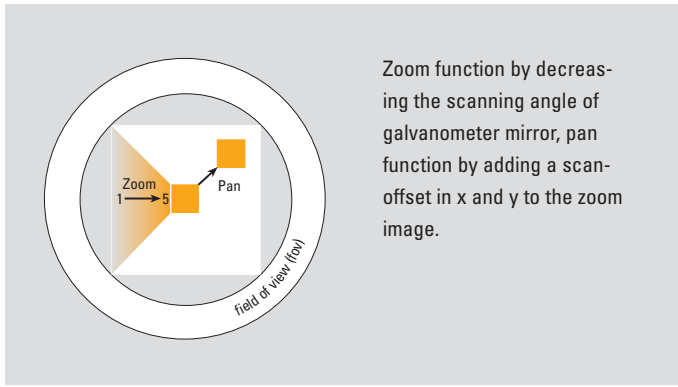 Zoom
1 5
Pan
field of view (fov)
Zoom function by decreas-
ing the scanning angle of
galvanometer mirror, pan
function by adding a scan-
offset in x and y to the zoom
image.